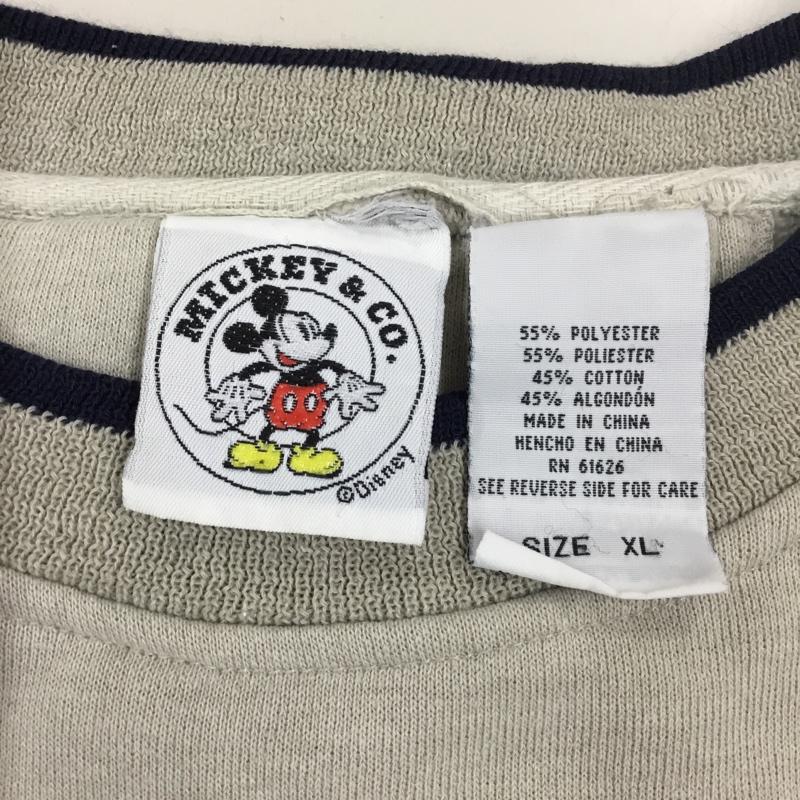 MICKEY & CO.
©Disney
55% POLYESTER
55% POLIESTER
45% COTTON
45% ALGONDÓN
MADE IN CHINA
HENCHO EN CHINA
RN 61626
SEE REVERSE SIDE FOR CARE
SIZE XL